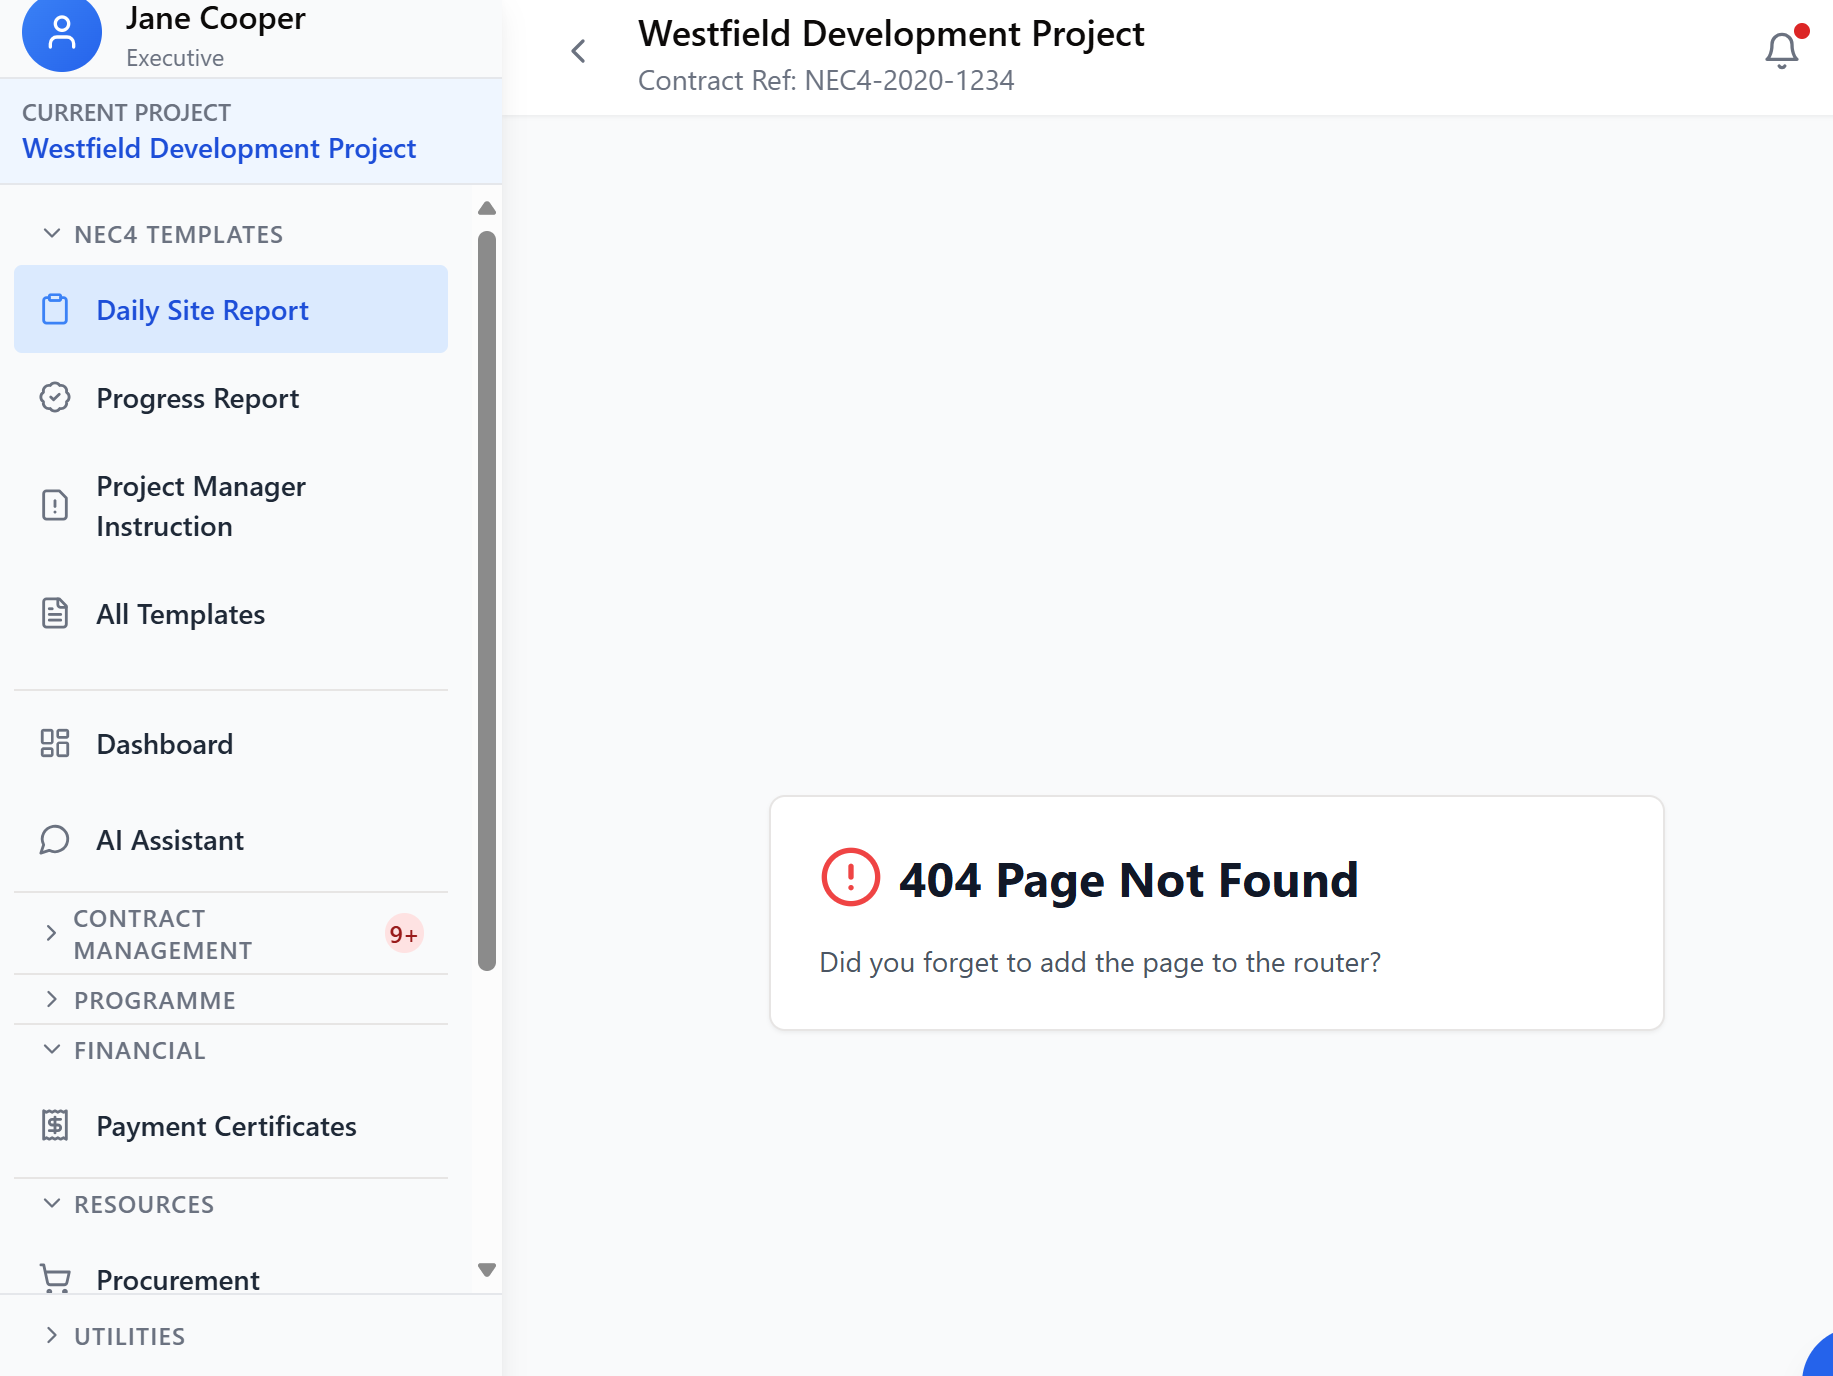 Jane Cooper
Executive
CURRENT PROJECT
Westfield Development Project
NEC4 TEMPLATES
Daily Site Report
Progress Report
Project Manager
Instruction
All Templates
Dashboard
AI Assistant
CONTRACT
MANAGEMENT
9+
PROGRAMME
FINANCIAL
Payment Certificates
RESOURCES
Procurement
UTILITIES
Westfield Development Project
Contract Ref: NEC4-2020-1234
404 Page Not Found
Did you forget to add the page to the router?